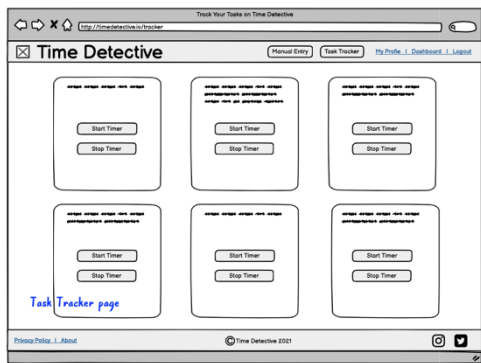 Track Your Tasks on Time Detective
http://timedetective.io/tracker
Time Detective
Manual Entry
Task Tracker
My Profile | Dashboard | Logout
Start Timer
Stop Timer
Start Timer
Stop Timer
Start Timer
Stop Timer
Start Timer
Stop Timer
Start Timer
Stop Timer
Start Timer
Stop Timer
Task Tracker page
Privacy Policy | About
© Time Detective 2021